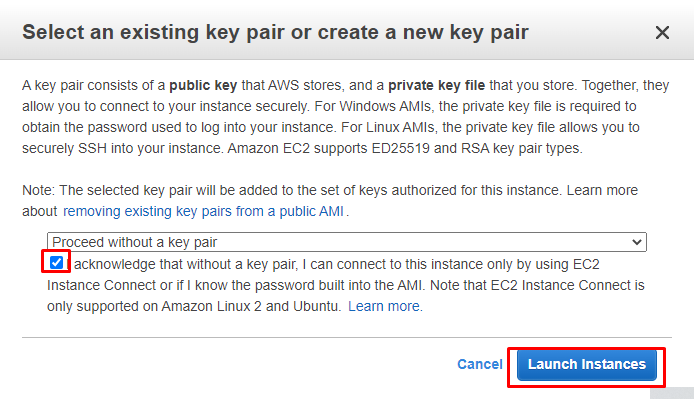 Select an existing key pair or create a new key pair
A key pair consists of a public key that AWS stores, and a private key file that you store. Together, they
allow you to connect to your instance securely. For Windows AMIs, the private key file is required to
obtain the password used to log into your instance. For Linux AMIs, the private key file allows you to
securely SSH into your instance. Amazon EC2 supports ED25519 and RSA key pair types.
Note: The selected key pair will be added to the set of keys authorized for this instance. Learn more
about removing existing key pairs from a public AMI.
Proceed without a key pair
I acknowledge that without a key pair, I can connect to this instance only by using EC2
Instance Connect or if I know the password built into the AMI. Note that EC2 Instance Connect is
only supported on Amazon Linux 2 and Ubuntu. Learn more.
Cancel
Launch Instances